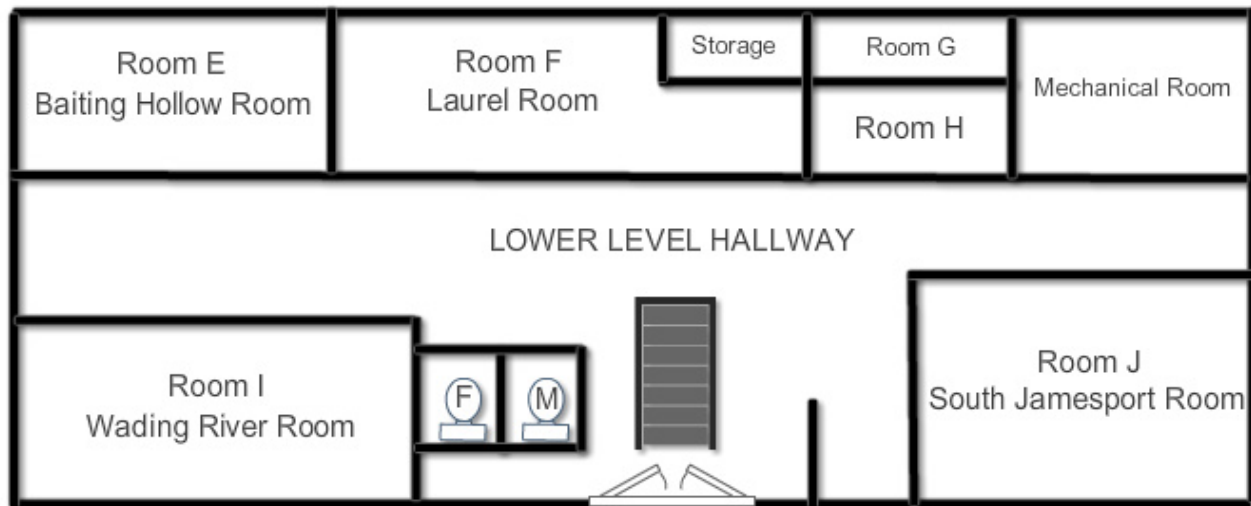 Room E
Baiting Hollow Room
Room F
Laurel Room
Storage
Room G
Room H
Mechanical Room
LOWER LEVEL HALLWAY
Room I
Wading River Room
F
M
Room J
South Jamesport Room